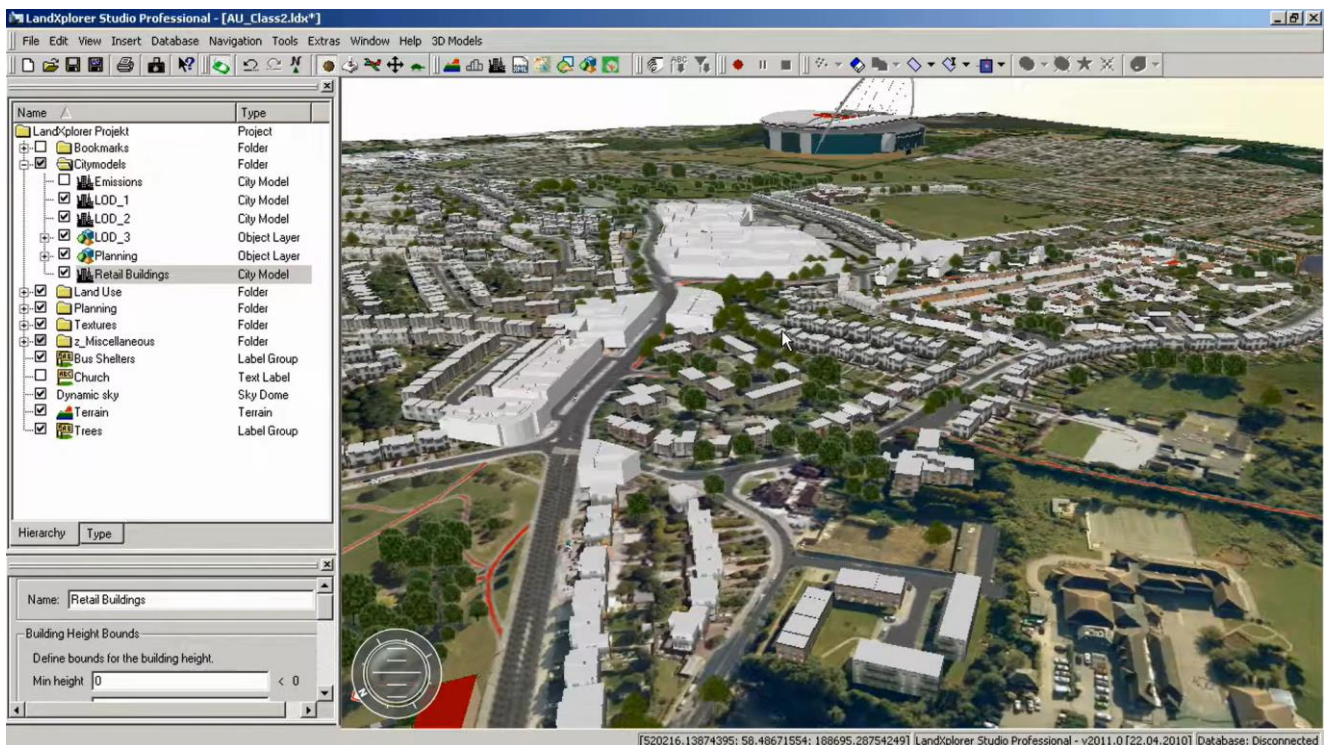 LandXplorer Studio Professional - [AU_Class2.ldx*]
File Edit View Insert Database Navigation Tools Extras Window Help 3D Models
Name Type
LandXplorer Projekt Project
Bookmarks Folder
Citymodels Folder
Emissions City Model
LOD_1 City Model
LOD_2 City Model
LOD_3 Object Layer
Planning Object Layer
Retail Buildings City Model
Land Use Folder
Planning Folder
Textures Folder
z_Miscellaneous Folder
Bus Shelters Label Group
Church Text Label
Dynamic sky Sky Dome
Terrain Terrain
Trees Label Group
Hierarchy Type
Name: Retail Buildings
Building Height Bounds
Define bounds for the building height.
Min height 0 < 0
N
[520216.13874395; 58.48671554; 188695.28754249] LandXplorer Studio Professional - v2011.0 [22.04.2010] Database: Disconnected